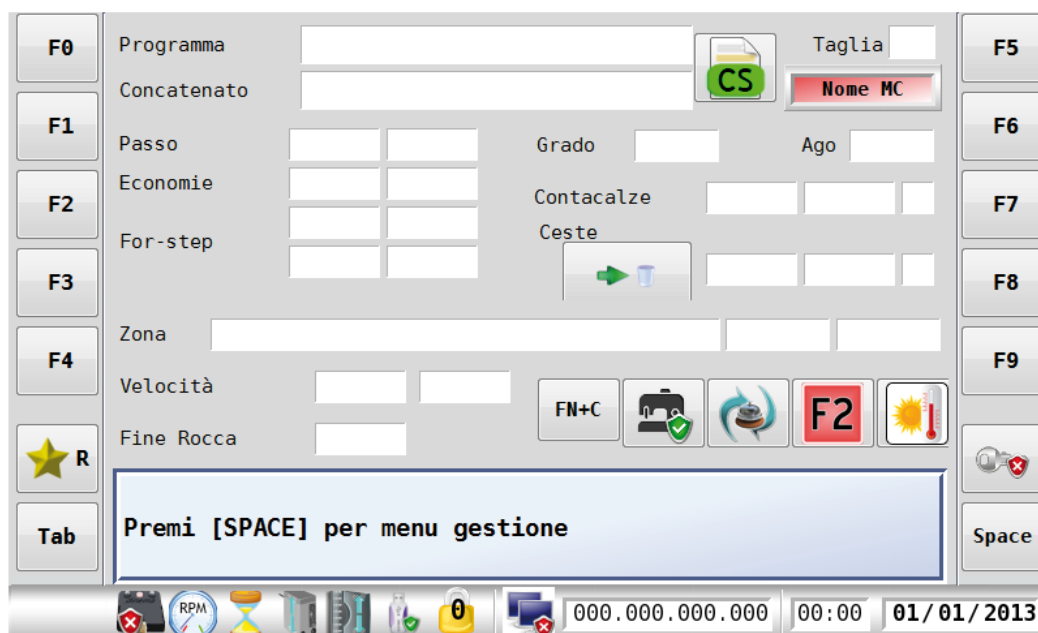 F0
Programma
Taglia
F5
CS
Concatenato
Nome MC
F1
F6
Passo
Grado
Ago
Economie
F2
Contacalze
F7
Ceste
For-step
F3
F8
Zona
F4
F9
Velocità
FN+C
F2
Fine Rocca
R
Tab
Premi [SPACE] per menu gestione
Space
RPM
0
000.000.000.000
00:00
01/01/2013